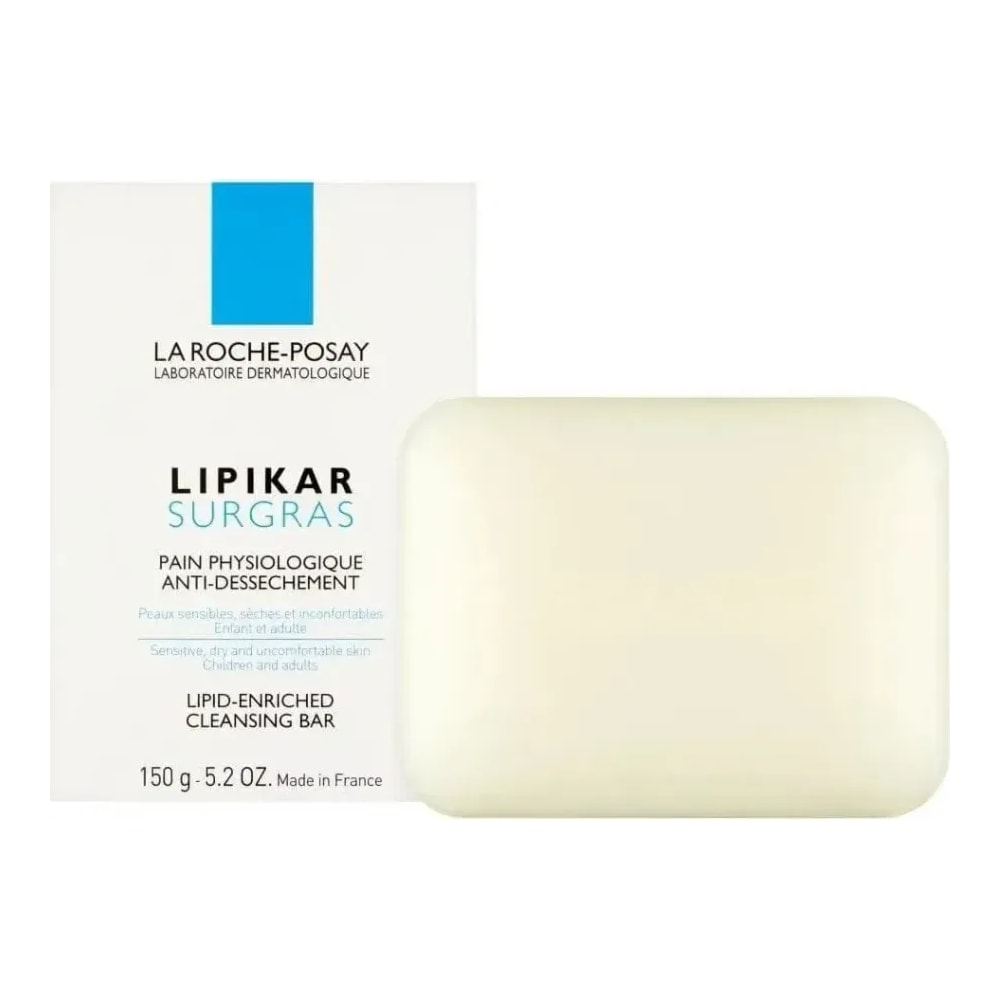 LA ROCHE-POSAY
LABORATOIRE DERMATOLOGIQUE
LIPIKAR
SURGRAS
PAIN PHYSIOLOGIQUE
ANTI-DESSECHEMENT
Peaux sensibles, sèches et inconfortables
Enfant et adulte
Sensitive, dry and uncomfortable skin
Children and adults
LIPID-ENRICHED
CLEANSING BAR
150 g - 5.2 OZ. Made in France